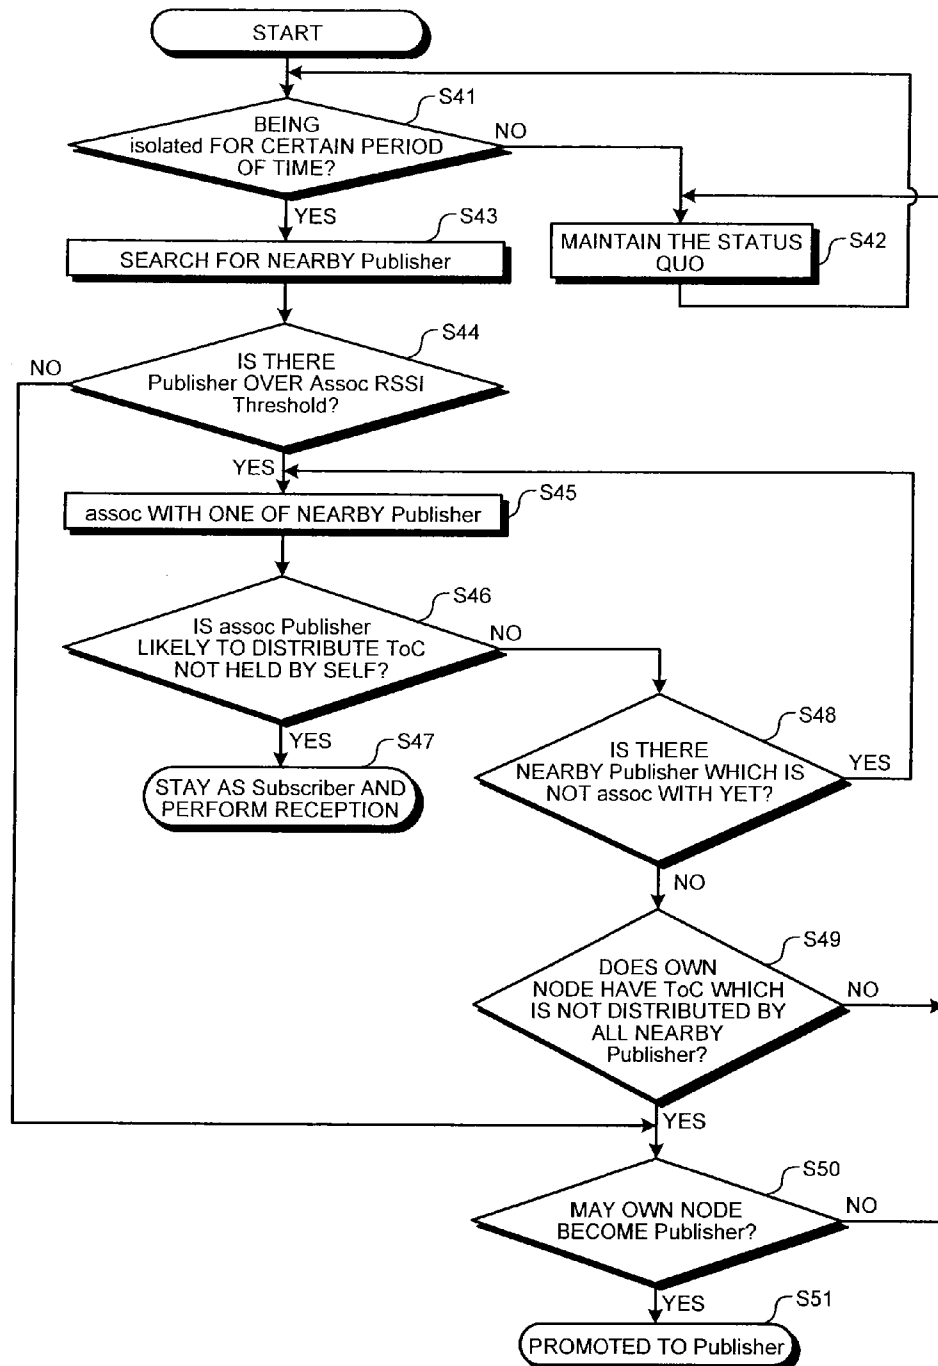 START
S41
BEING
isolated FOR CERTAIN PERIOD
OF TIME?
NO
YES
S43
SEARCH FOR NEARBY Publisher
MAINTAIN THE STATUS
QUO
S42
S44
IS THERE
Publisher OVER Assoc RSSI
Threshold?
NO
YES
S45
assoc WITH ONE OF NEARBY Publisher
S46
IS assoc Publisher
LIKELY TO DISTRIBUTE ToC
NOT HELD BY SELF?
NO
YES
S47
STAY AS Subscriber AND
PERFORM RECEPTION
S48
IS THERE
NEARBY Publisher WHICH IS
NOT assoc WITH YET?
YES
NO
S49
DOES OWN
NODE HAVE ToC WHICH
IS NOT DISTRIBUTED BY
ALL NEARBY
Publisher?
NO
YES
S50
MAY OWN NODE
BECOME Publisher?
NO
YES
S51
PROMOTED TO Publisher